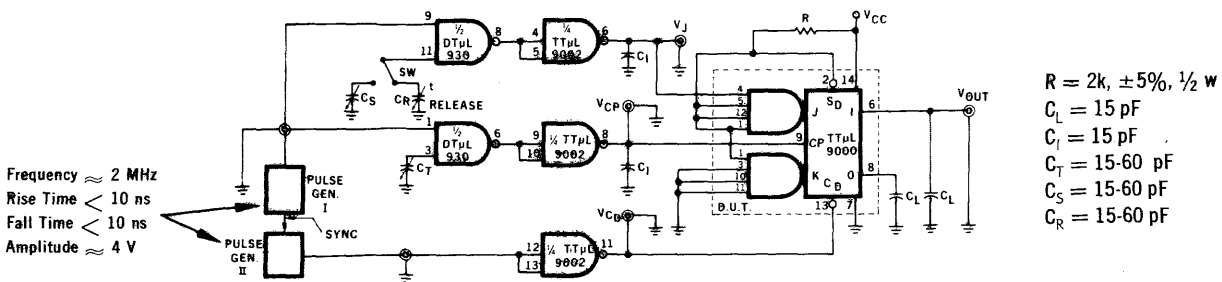 9
½
DTμL
930
8
11
4
5
¼
TTμL
9002
6
C_I
V_J
R
V_CC
SW
t
C_S
C_R
RELEASE
2
14
S_D
4
5
12
1
J
I
6
V_OUT
V_CP
1
½
DTμL
930
6
3
C_T
9
10
¼ TTμL
9002
8
C_I
9
CP
TTμL
9000
1
3
10
11
K
C_D
0
8
13
7
C_L
C_L
D.U.T.
Frequency ≈ 2 MHz
Rise Time < 10 ns
Fall Time < 10 ns
Amplitude ≈ 4 V
PULSE
GEN.
I
SYNC
PULSE
GEN.
II
V_CD
12
13
¼ TTμL
9002
11
R = 2k, ±5%, ½ w
C_L = 15 pF
C_I = 15 pF
C_T = 15-60 pF
C_S = 15-60 pF
C_R = 15-60 pF